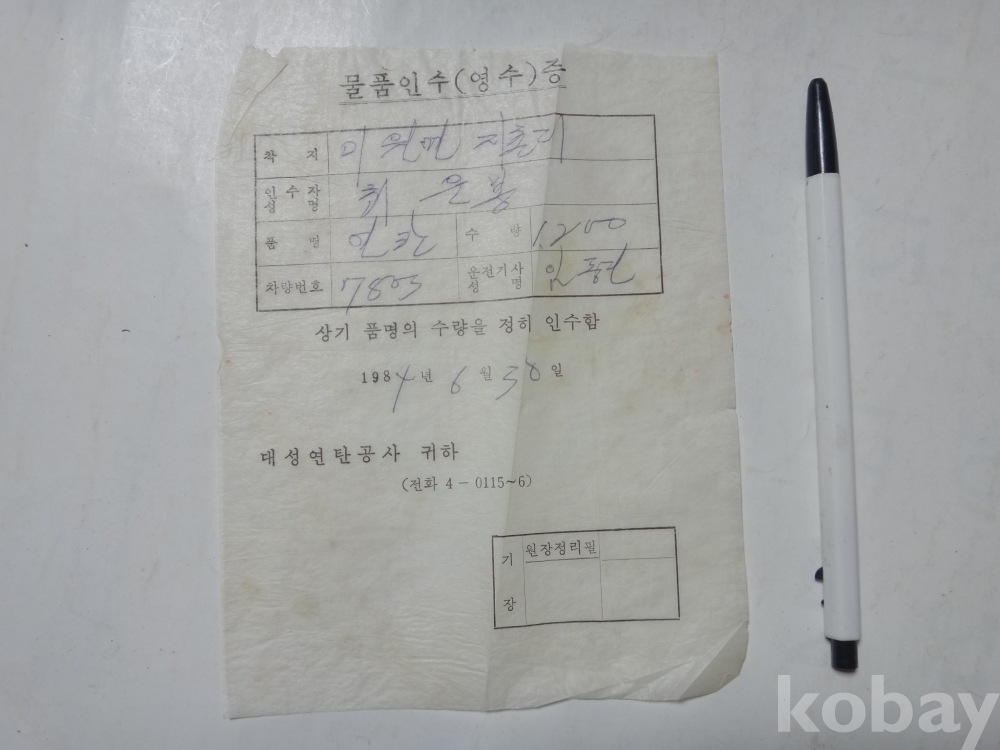 물품인수(영수)증
착 지 이원면 지촌리
인수자 성명 최 운봉
품 명 연탄 수 량 1,200
차량번호 7805 운전기사 성명
상기 품명의 수량을 정히 인수함
1984년 6월 30일
대성연탄공사 귀하
(전화 4-0115~6)
기장 원장정리필
kobay